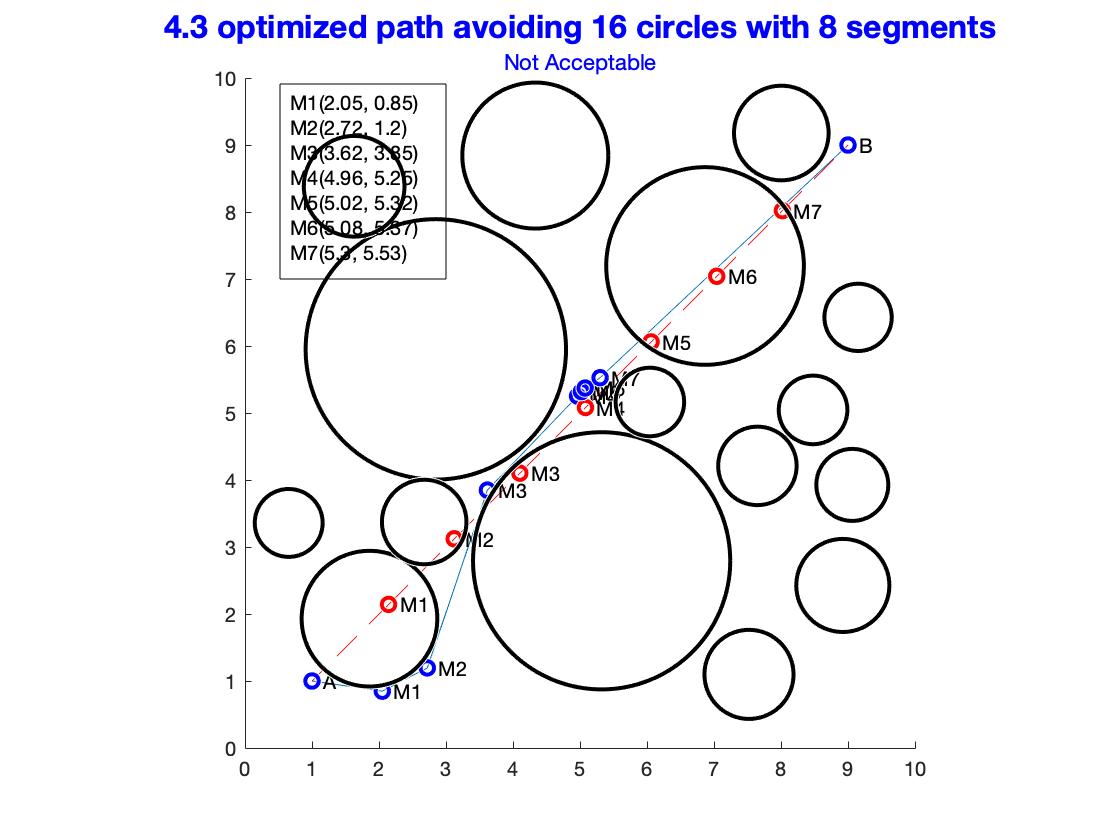 4.3 optimized path avoiding 16 circles with 8 segments
Not Acceptable
M1(2.05, 0.85)
M2(2.72, 1.2)
M3(3.62, 3.85)
M4(4.96, 5.25)
M5(5.02, 5.32)
M6(5.08, 5.37)
M7(5.3, 5.53)
10
9
8
7
6
5
4
3
2
1
0
B
M7
M6
M5
M7
M4
M3
M3
M2
M1
M2
A
M1
0 1 2 3 4 5 6 7 8 9 10